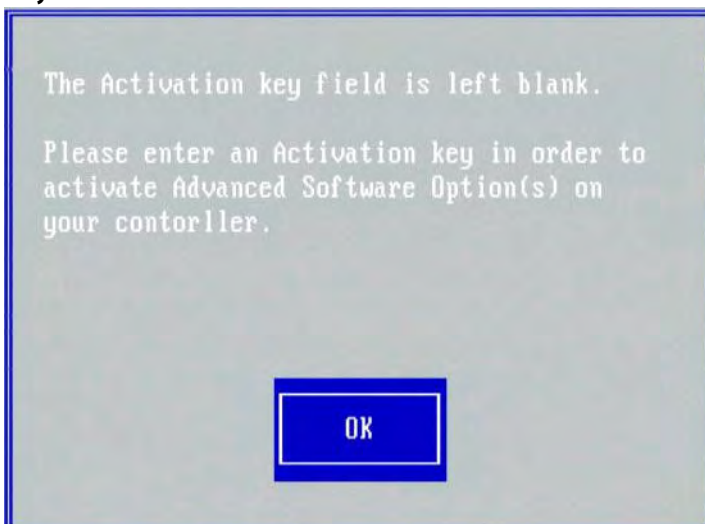 The Activation key field is left blank.
Please enter an Activation key in order to
activate Advanced Software Option(s) on
your contorller.
OK